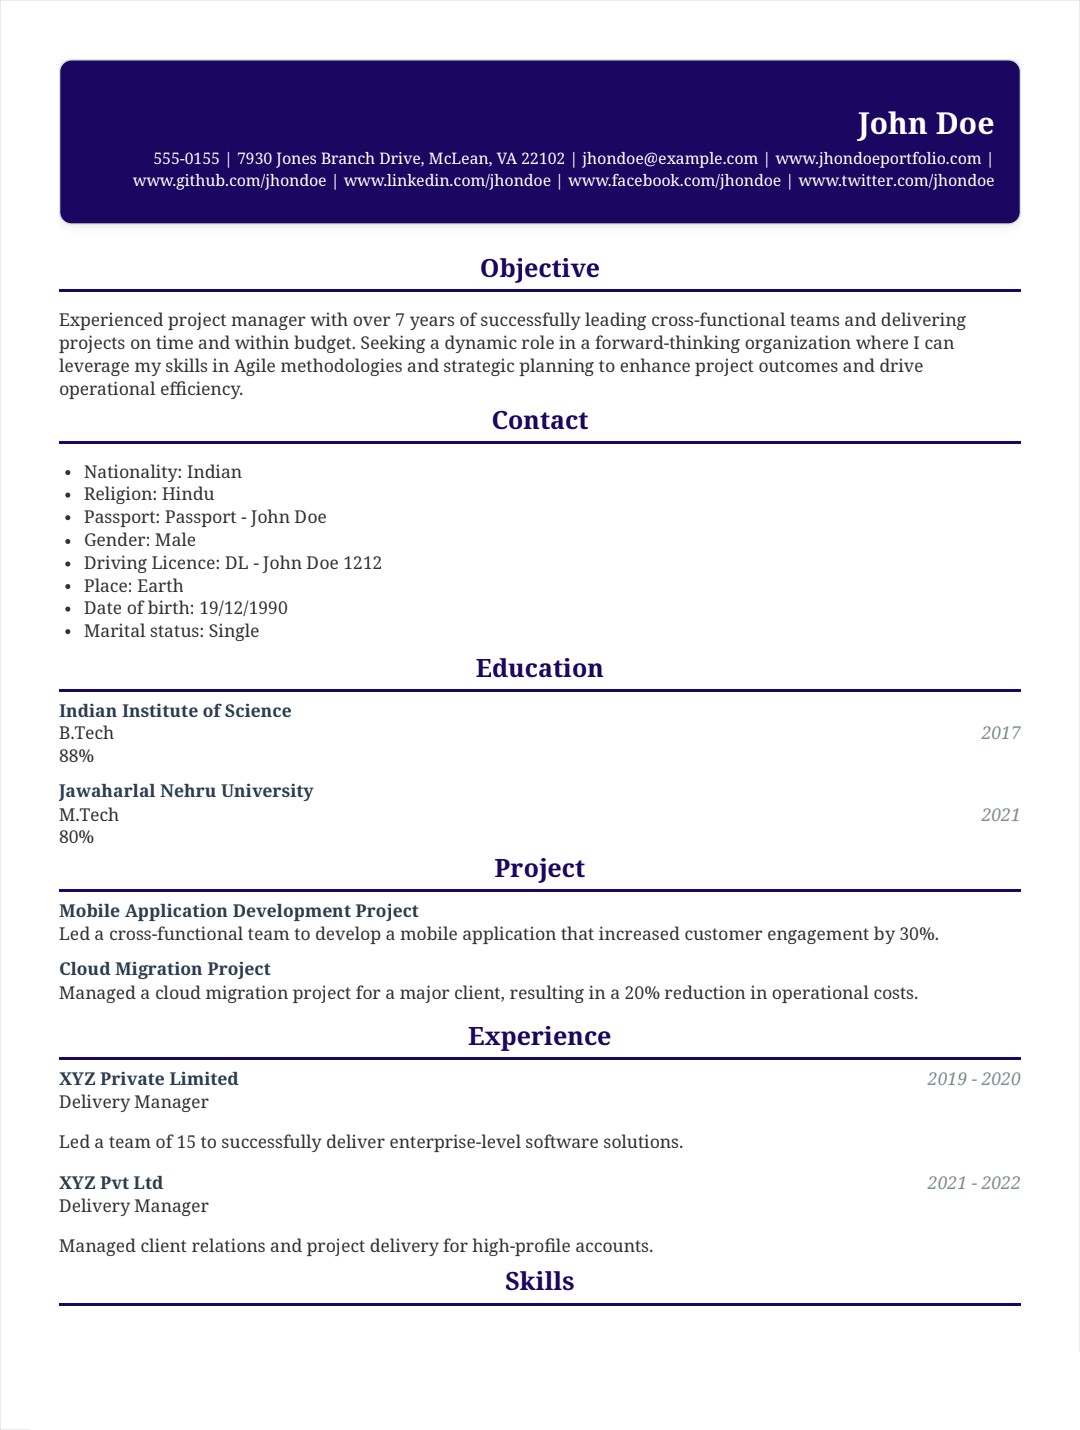 John Doe
555-0155 | 7930 Jones Branch Drive, McLean, VA 22102 | jhondoe@example.com | www.jhondoeportfolio.com |
www.github.com/jhondoe | www.linkedin.com/jhondoe | www.facebook.com/jhondoe | www.twitter.com/jhondoe
Objective
Experienced project manager with over 7 years of successfully leading cross-functional teams and delivering
projects on time and within budget. Seeking a dynamic role in a forward-thinking organization where I can
leverage my skills in Agile methodologies and strategic planning to enhance project outcomes and drive
operational efficiency.
Contact
• Nationality: Indian
• Religion: Hindu
• Passport: Passport - John Doe
• Gender: Male
• Driving Licence: DL - John Doe 1212
• Place: Earth
• Date of birth: 19/12/1990
• Marital status: Single
Education
Indian Institute of Science
B.Tech 2017
88%
Jawaharlal Nehru University
M.Tech 2021
80%
Project
Mobile Application Development Project
Led a cross-functional team to develop a mobile application that increased customer engagement by 30%.
Cloud Migration Project
Managed a cloud migration project for a major client, resulting in a 20% reduction in operational costs.
Experience
XYZ Private Limited 2019 - 2020
Delivery Manager
Led a team of 15 to successfully deliver enterprise-level software solutions.
XYZ Pvt Ltd 2021 - 2022
Delivery Manager
Managed client relations and project delivery for high-profile accounts.
Skills